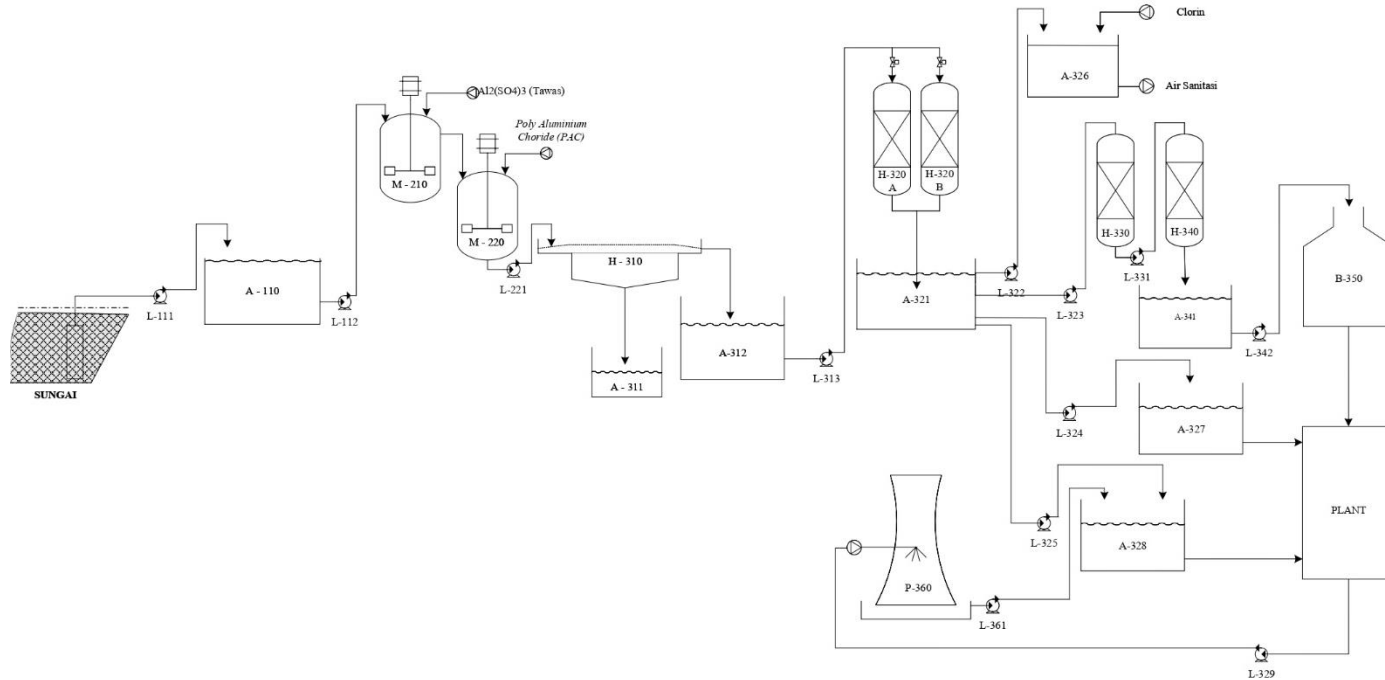 Clorin
A-326
Air Sanitasi
Al2(SO4)3 (Tawas)
Poly Aluminium
Choride (PAC)
M - 210
M - 220
H-320
A
H-320
B
H-330
H-340
L-331
A - 110
L-111
L-112
L-221
H - 310
A - 311
A-312
L-313
A-321
L-322
L-323
A-341
L-342
B-350
SUNGAI
L-324
A-327
L-325
A-328
PLANT
P-360
L-361
L-329